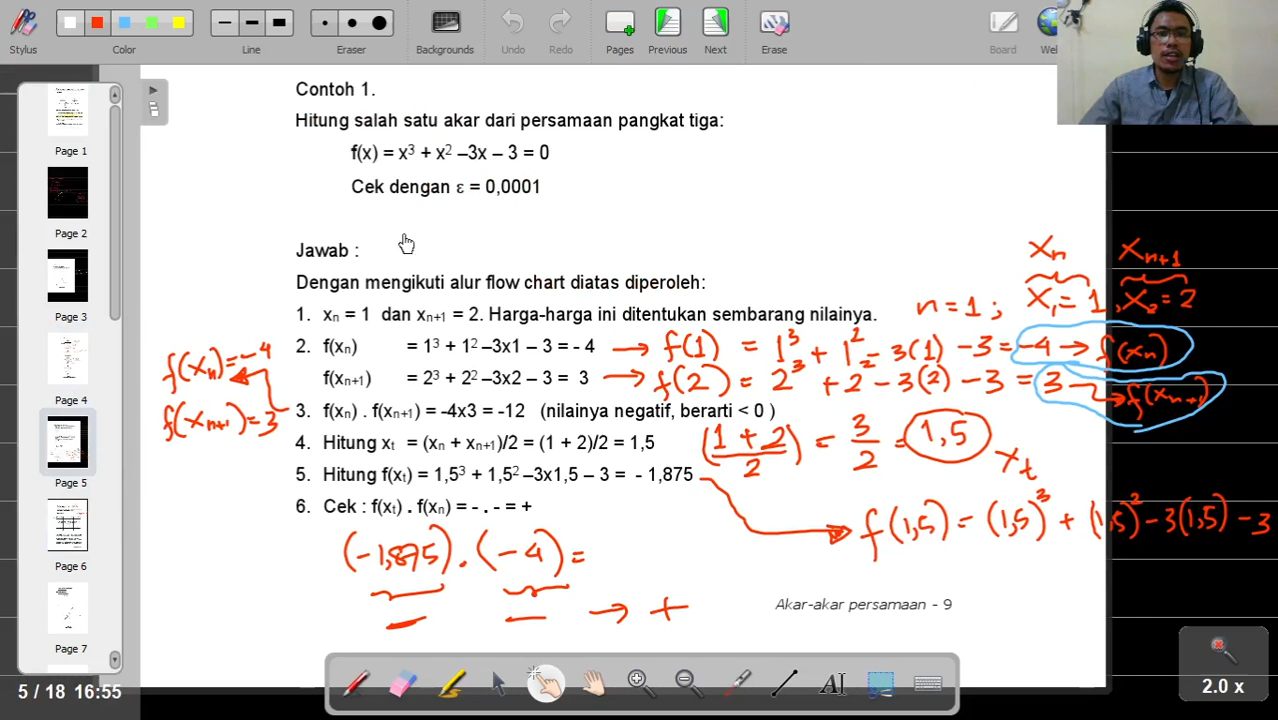 Stylus
Color
Line
Eraser
Backgrounds
Undo
Redo
Pages
Previous
Next
Erase
Board
Page 1
Page 2
Page 3
Page 4
Page 5
Page 6
Page 7
5 / 18 16:55
Contoh 1.
Hitung salah satu akar dari persamaan pangkat tiga:
f(x) = x³ + x² –3x – 3 = 0
Cek dengan ε = 0,0001
Jawab :
Dengan mengikuti alur flow chart diatas diperoleh:
1. xₙ = 1 dan xₙ₊₁ = 2. Harga-harga ini ditentukan sembarang nilainya.
n = 1 ; X₁ = 1 , X₂ = 2
Xₙ Xₙ₊₁
2. f(xₙ) = 1³ + 1² –3x1 – 3 = - 4
→ f(1) = 1³ + 1² – 3(1) – 3 = –4 → f(xₙ)
f(xₙ₊₁) = 2³ + 2² –3x2 – 3 = 3
→ f(2) = 2³ + 2² – 3(2) – 3 = 3 → f(xₙ₊₁)
f(xₙ) = –4
f(xₙ₊₁) = 3
3. f(xₙ) . f(xₙ₊₁) = -4x3 = -12 (nilainya negatif, berarti < 0 )
4. Hitung xₜ = (xₙ + xₙ₊₁)/2 = (1 + 2)/2 = 1,5
(1 + 2)/2 = 3/2 = 1,5 Xₜ
5. Hitung f(xₜ) = 1,5³ + 1,5² –3x1,5 – 3 = - 1,875
f(1,5) = (1,5)³ + (1,5)² – 3(1,5) – 3
6. Cek : f(xₜ) . f(xₙ) = - . - = +
(–1,875) . (–4) =
– – → +
Akar-akar persamaan - 9
2.0 x